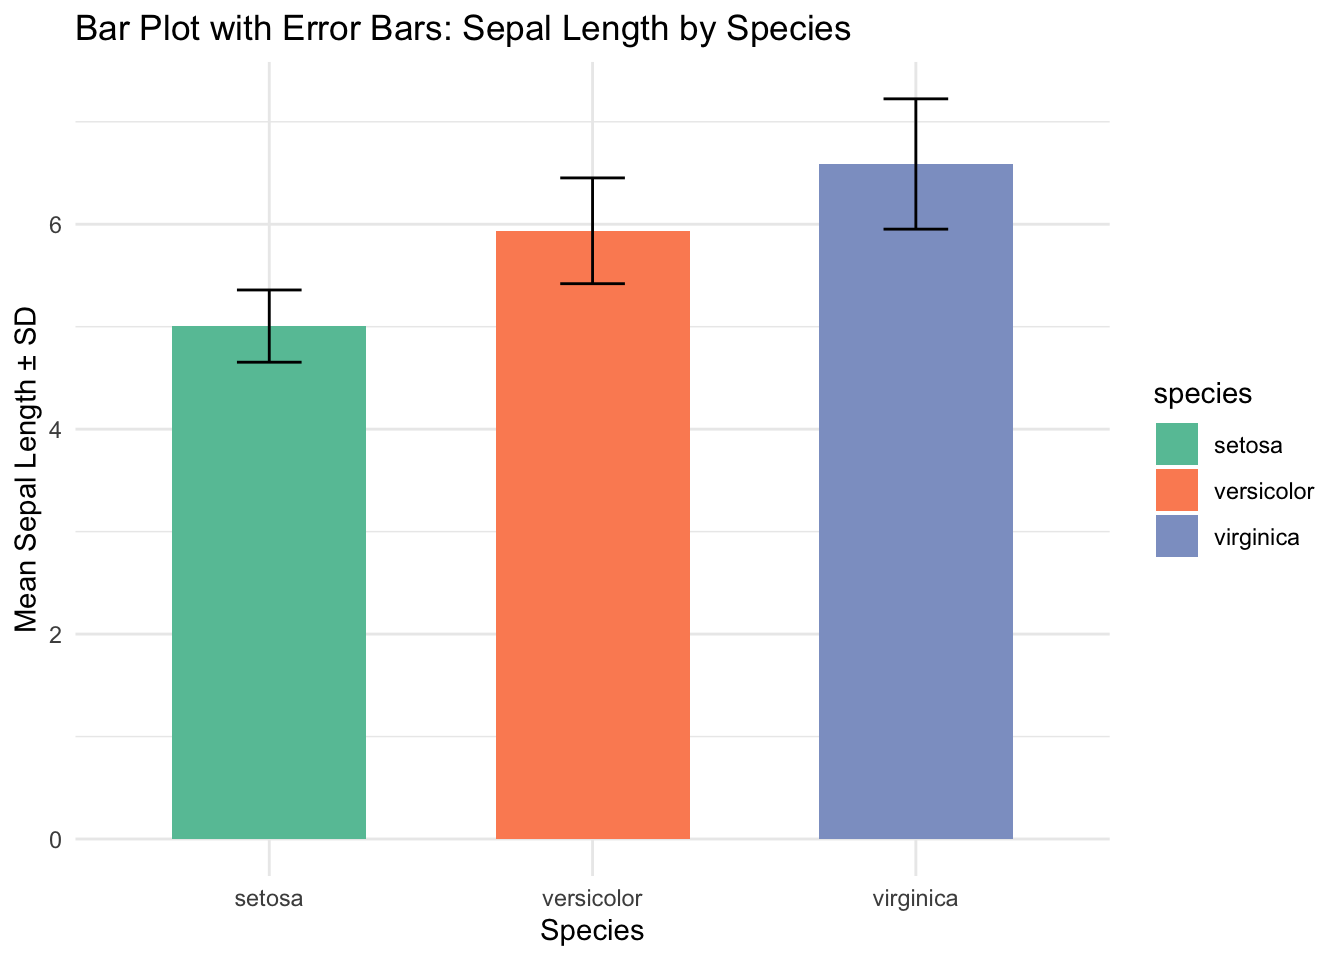 Bar Plot with Error Bars: Sepal Length by Species
Mean Sepal Length ± SD
6
4
2
0
setosa versicolor virginica
Species
species
setosa
versicolor
virginica